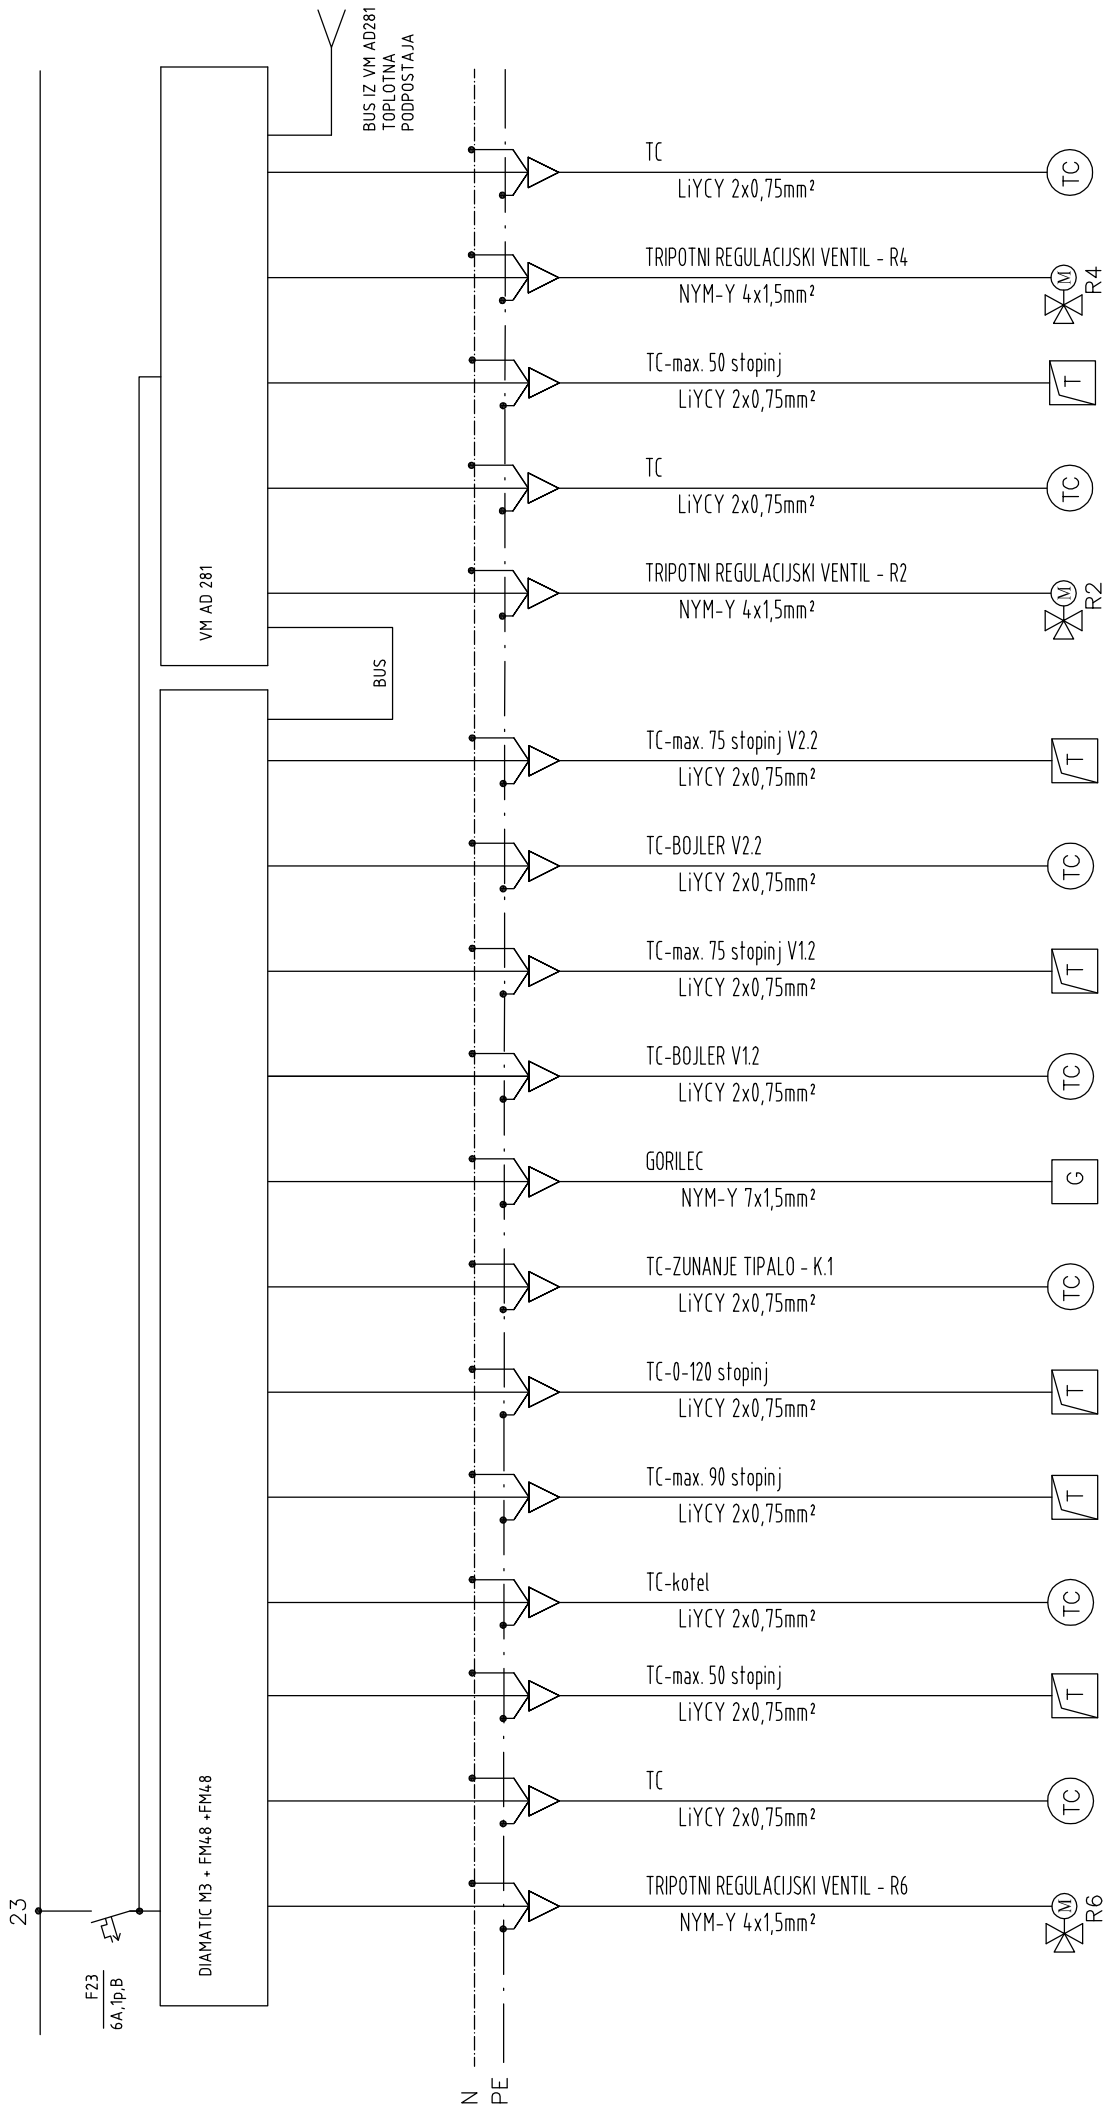 BUS IZ VM AD281
TOPLOTNA
PODPOSTAJA
TC
LiYCY 2x0,75mm²
TC
TRIPOTNI REGULACIJSKI VENTIL - R4
NYM-Y 4x1,5mm²
M
R4
TC-max. 50 stopinj
LiYCY 2x0,75mm²
T
TC
LiYCY 2x0,75mm²
TC
VM AD 281
TRIPOTNI REGULACIJSKI VENTIL - R2
NYM-Y 4x1,5mm²
M
R2
BUS
TC-max. 75 stopinj V2.2
LiYCY 2x0,75mm²
T
TC-BOJLER V2.2
LiYCY 2x0,75mm²
TC
TC-max. 75 stopinj V1.2
LiYCY 2x0,75mm²
T
TC-BOJLER V1.2
LiYCY 2x0,75mm²
TC
GORILEC
NYM-Y 7x1,5mm²
G
TC-ZUNANJE TIPALO - K.1
LiYCY 2x0,75mm²
TC
TC-0-120 stopinj
LiYCY 2x0,75mm²
T
TC-max. 90 stopinj
LiYCY 2x0,75mm²
T
TC-kotel
LiYCY 2x0,75mm²
TC
TC-max. 50 stopinj
LiYCY 2x0,75mm²
T
TC
LiYCY 2x0,75mm²
TC
DIAMATIC M3 + FM48 +FM48
TRIPOTNI REGULACIJSKI VENTIL - R6
NYM-Y 4x1,5mm²
M
R6
23
F23
6A,1p,B
N
PE